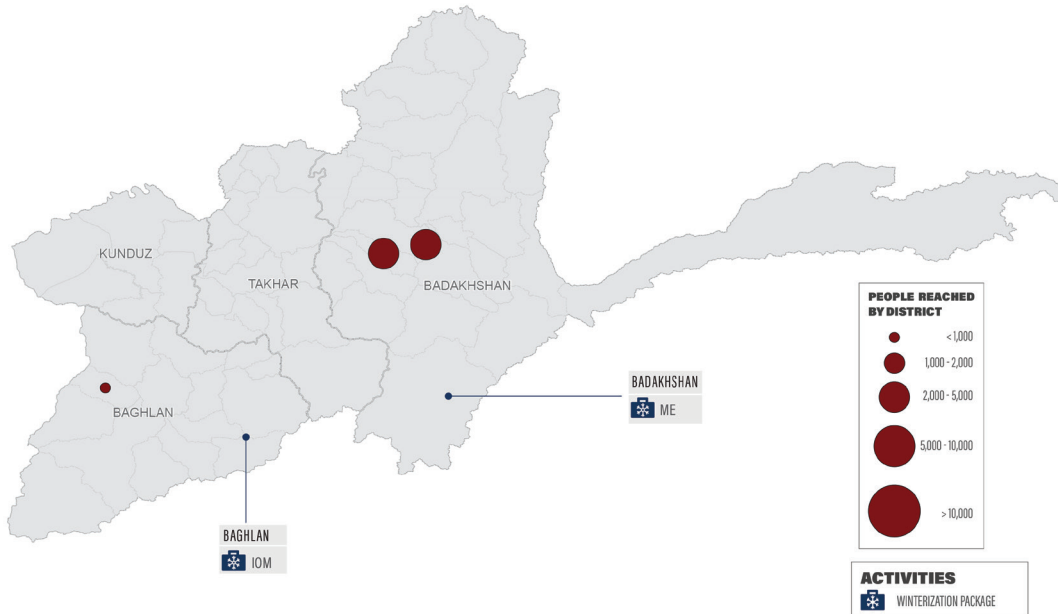 KUNDUZ
TAKHAR
BADAKHSHAN
BAGHLAN
BADAKHSHAN
ME
BAGHLAN
IOM
PEOPLE REACHED
BY DISTRICT
< 1,000
1,000 - 2,000
2,000 - 5,000
5,000 - 10,000
> 10,000
ACTIVITIES
WINTERIZATION PACKAGE